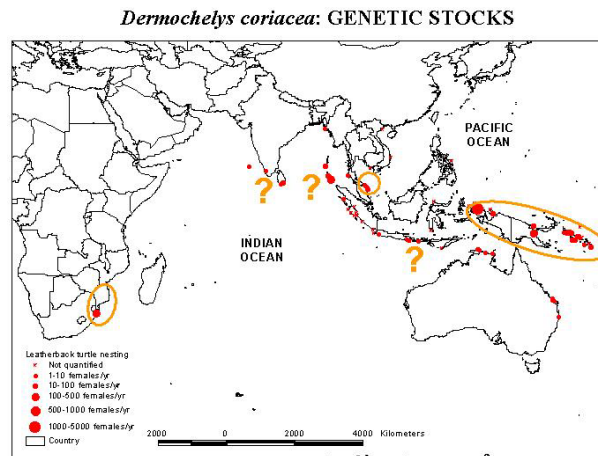 Dermochelys coriacea: GENETIC STOCKS
PACIFIC
OCEAN
?
?
INDIAN
OCEAN
?
Leatherback turtle nesting
Not quantified
1-10 females/yr
10-100 females/yr
100-500 females/yr
500-1000 females/yr
1000-5000 females/yr
Country
2000 0 2000 4000 Kilometers